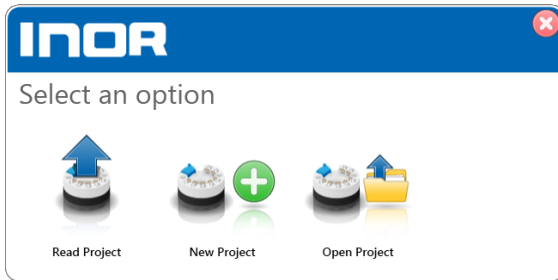 INOR
Select an option
Read Project
New Project
Open Project